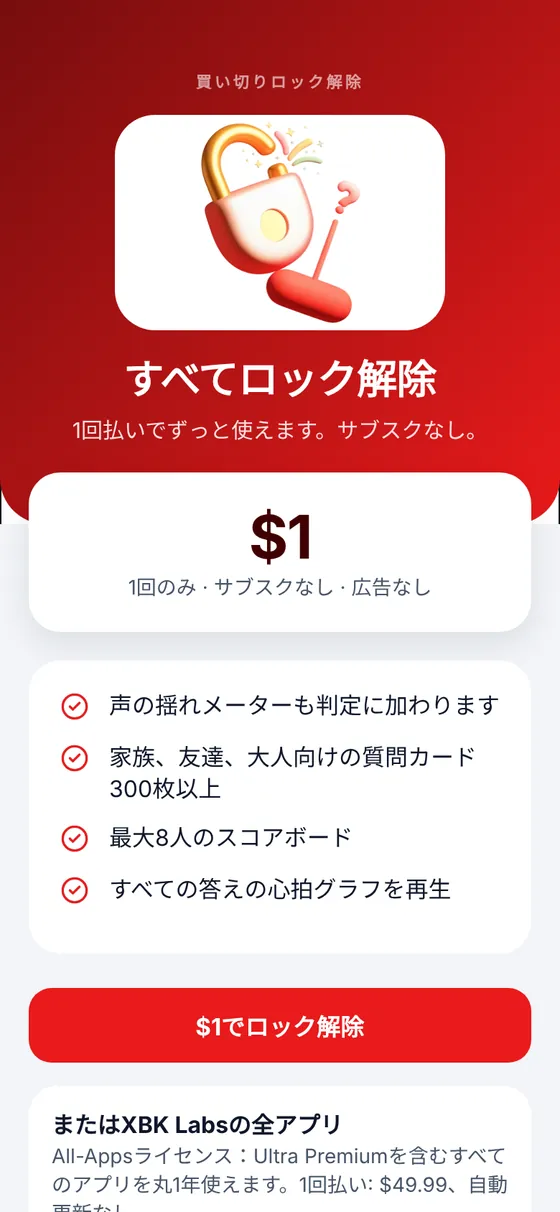 買い切りロック解除
?
すべてロック解除
1回払いでずっと使えます。サブスクなし。
$1
1回のみ · サブスクなし · 広告なし
声の揺れメーターも判定に加わります
家族、友達、大人向けの質問カード
300枚以上
最大8人のスコアボード
すべての答えの心拍グラフを再生
$1でロック解除
またはXBK Labsの全アプリ
All-Appsライセンス：Ultra Premiumを含むすべて
のアプリを丸1年使えます。1回払い: $49.99、自動
更新なし